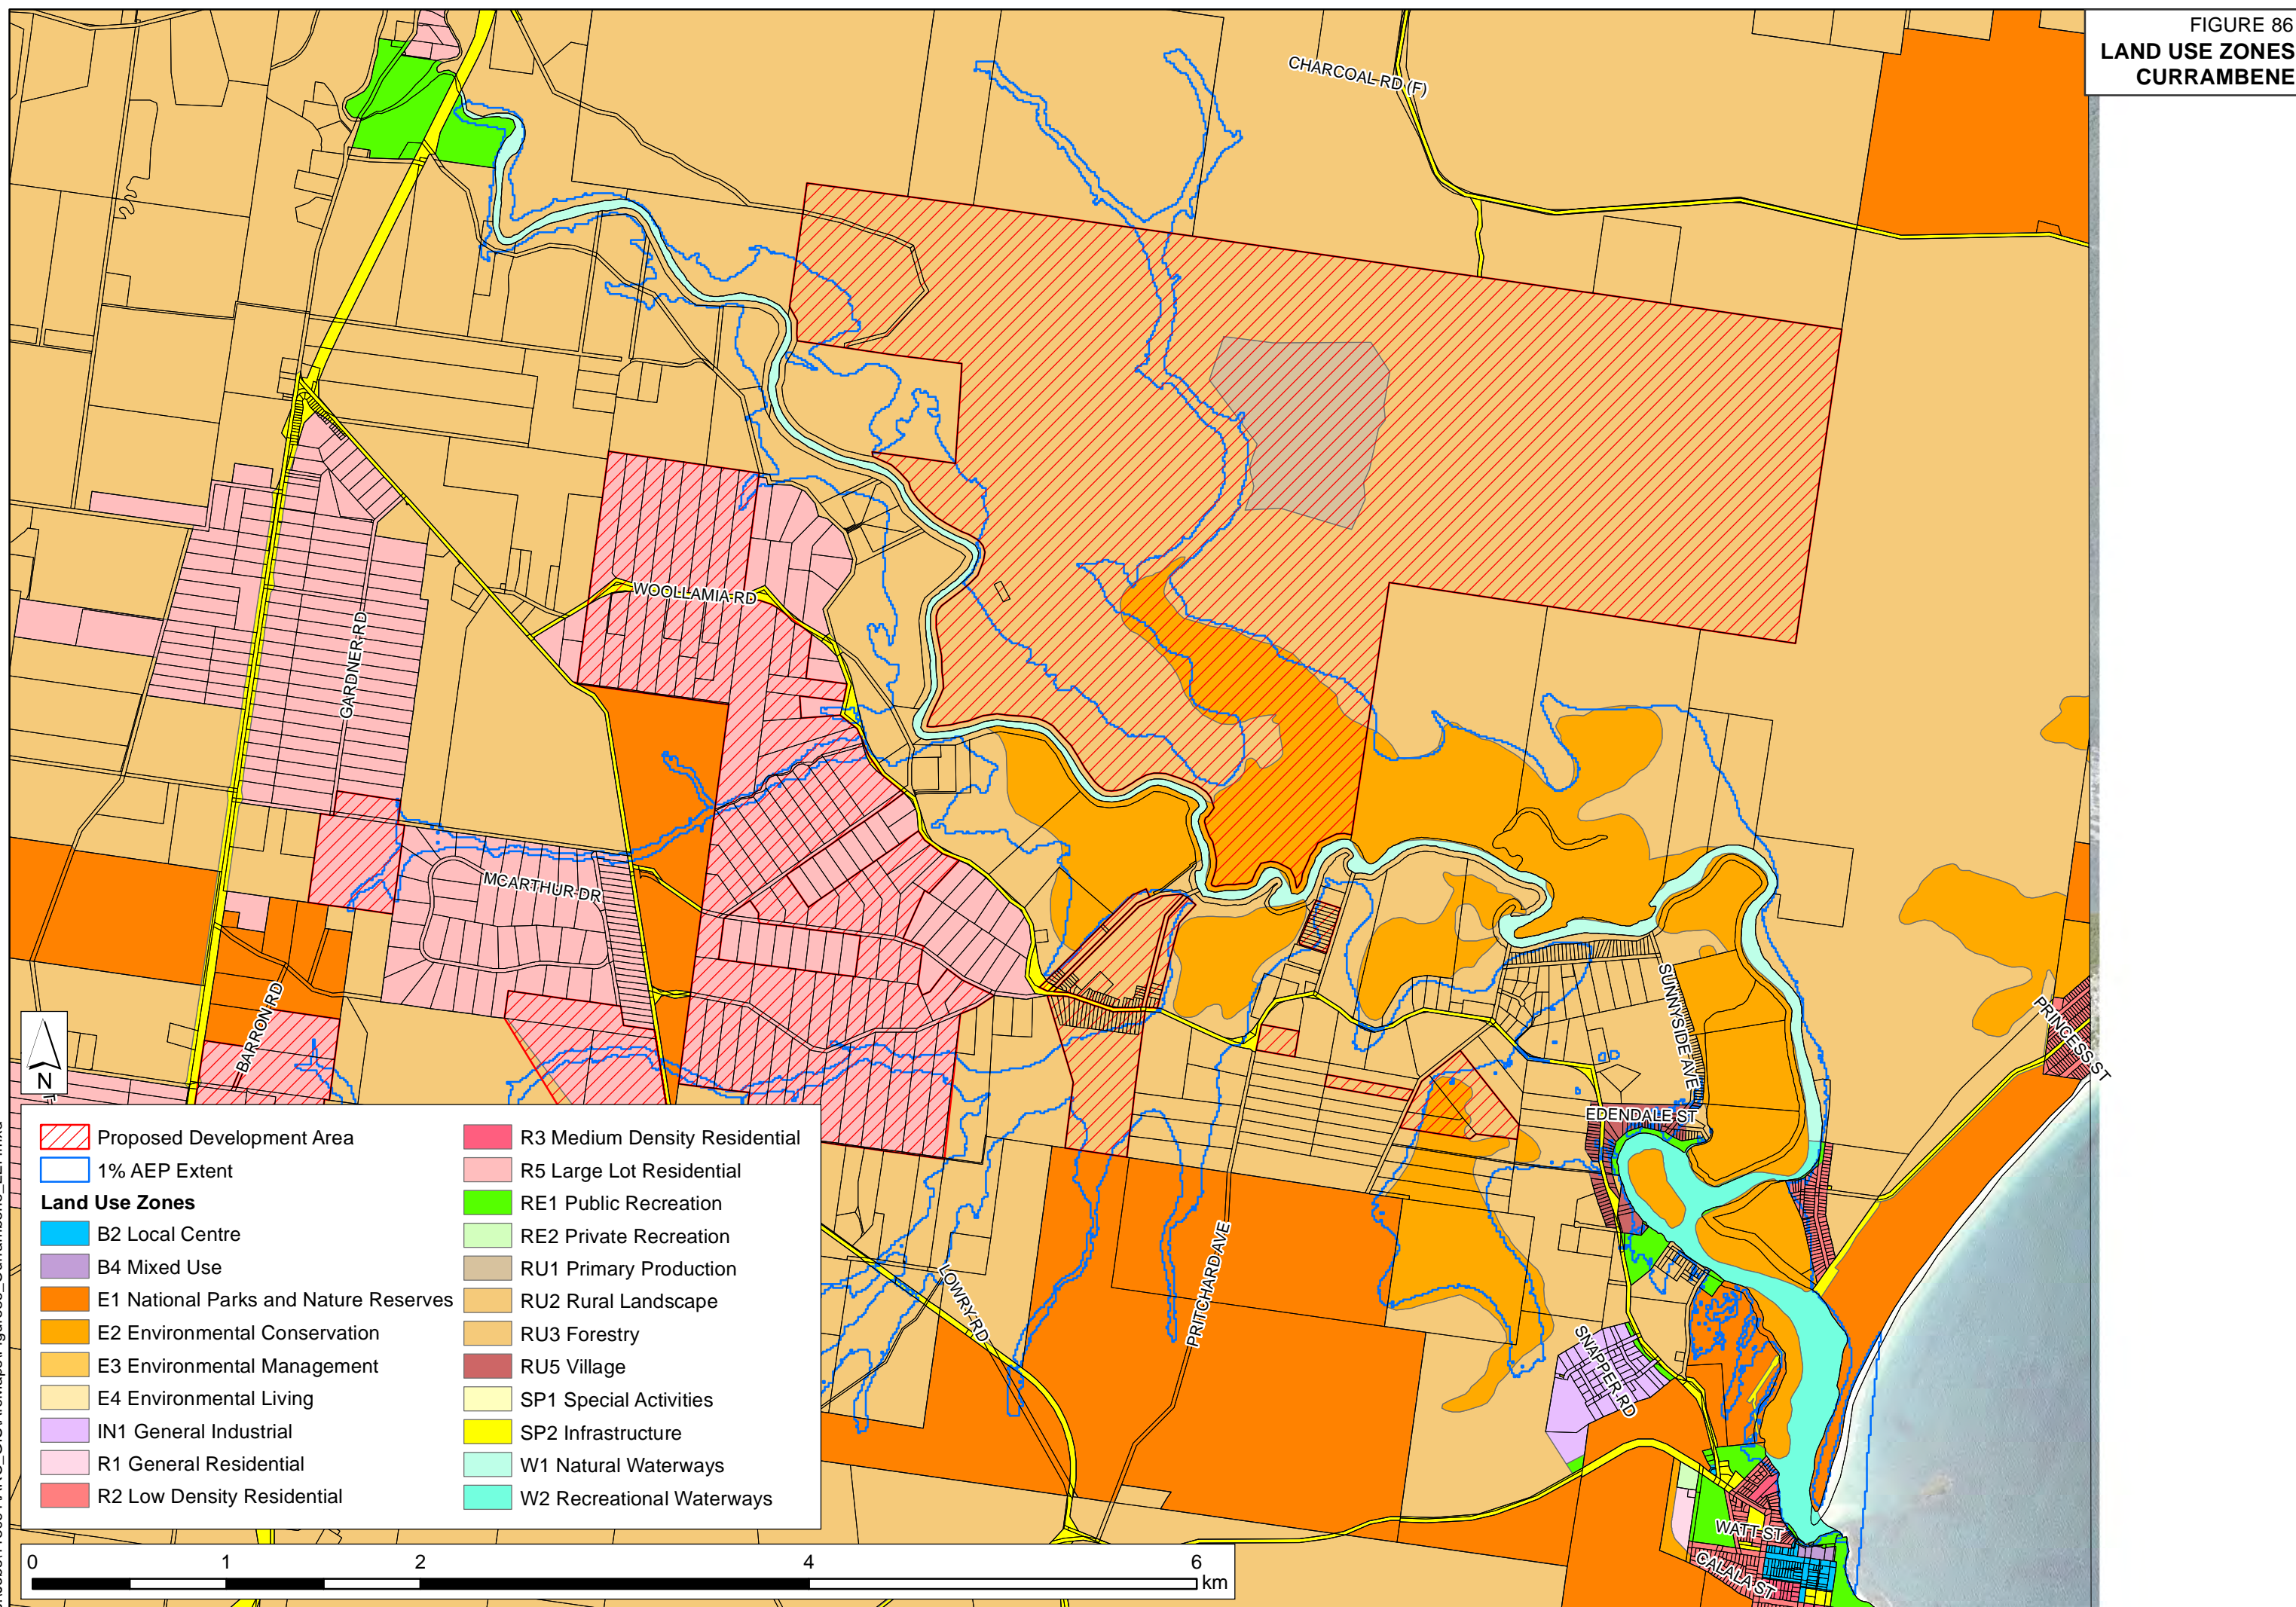 FIGURE 86
LAND USE ZONES
CURRAMBENE
CHARCOAL RD (F)
WOOLLAMIA RD
GARDNER RD
MCARTHUR DR
BARRON RD
SUNNYSIDE AVE
PRINCESS ST
EDENDALE ST
LOWRY RD
PRITCHARD AVE
SNAPPER RD
WATT ST
CALALA ST
N
Proposed Development Area
1% AEP Extent
Land Use Zones
B2 Local Centre
B4 Mixed Use
E1 National Parks and Nature Reserves
E2 Environmental Conservation
E3 Environmental Management
E4 Environmental Living
IN1 General Industrial
R1 General Residential
R2 Low Density Residential
R3 Medium Density Residential
R5 Large Lot Residential
RE1 Public Recreation
RE2 Private Recreation
RU1 Primary Production
RU2 Rural Landscape
RU3 Forestry
RU5 Village
SP1 Special Activities
SP2 Infrastructure
W1 Natural Waterways
W2 Recreational Waterways
0 1 2 4 6
km